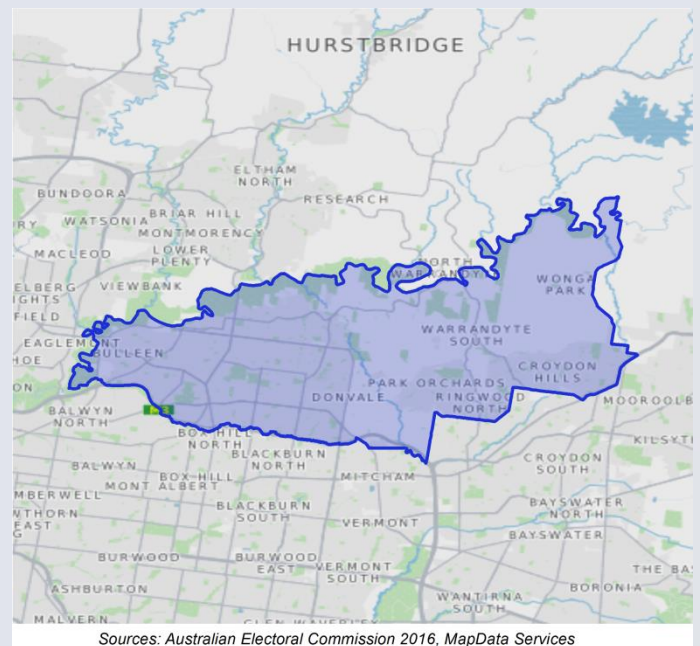 HURSTBRIDGE
ELTHAM
NORTH
RESEARCH
BUNDOORA
BRIAR HILL
WATSONIA
MONTMORENCY
LOWER
PLENTY
MACLEOD
VIEWBANK
NORTH
WONGA
PARK
EAGLEMONT
BULLEEN
WARRANDYTE
SOUTH
CROYDON
HILLS
PARK ORCHARDS
DONVALE
RINGWOOD
NORTH
BALWYN
NORTH
BOX HILL
NORTH
BLACKBURN
NORTH
CROYDON
SOUTH
BALWYN
BOX HILL
MONT ALBERT
MITCHAM
BLACKBURN
SOUTH
VERMONT
BAYSWATER
NORTH
BAYSWATER
BURWOOD
BURWOOD
EAST
VERMONT
SOUTH
ASHBURTON
BORONIA
WANTIRNA
SOUTH
MALVERN
GLEN WAVERLEY
Sources: Australian Electoral Commission 2016, MapData Services